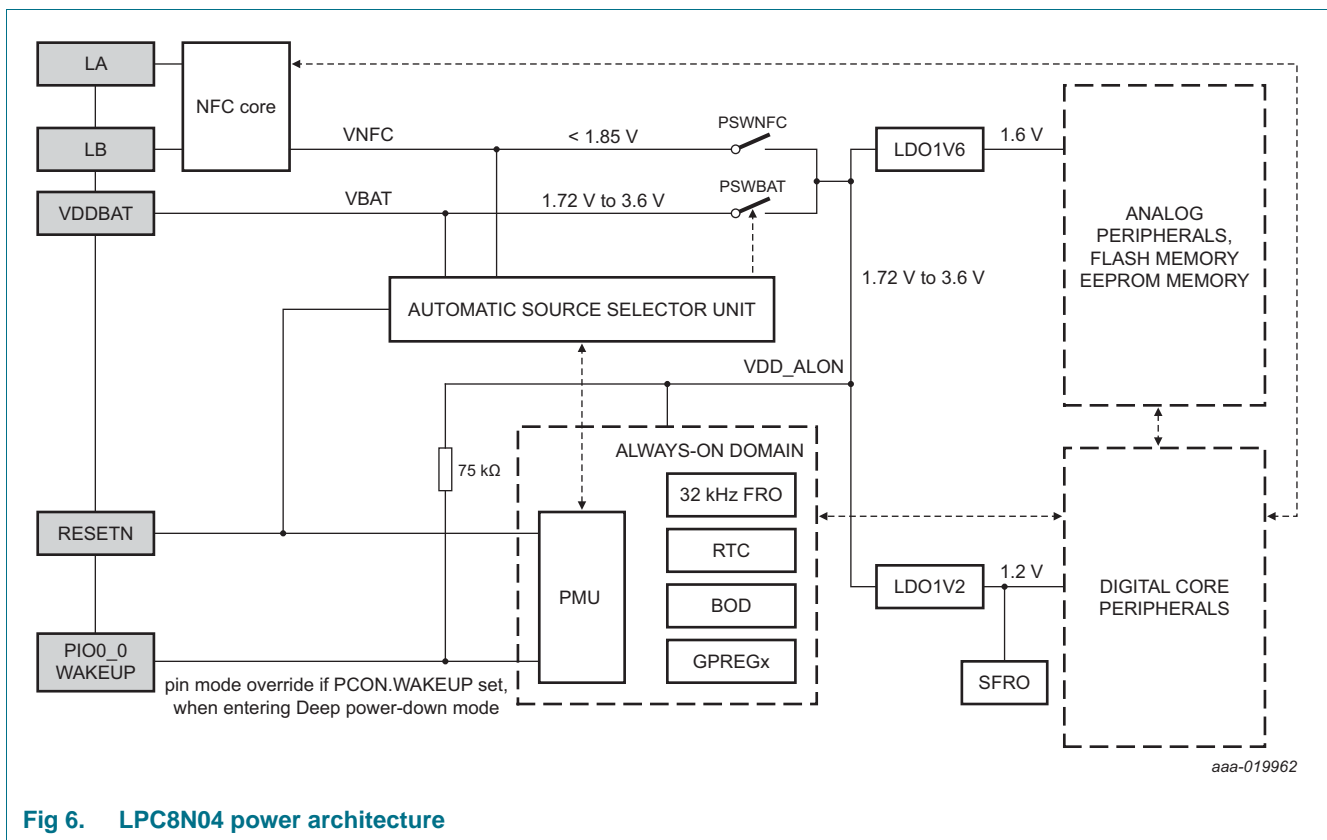 LA
NFC core
LB
VNFC
< 1.85 V
PSWNFC
LDO1V6
1.6 V
VDDBAT
VBAT
1.72 V to 3.6 V
PSWBAT
ANALOG
PERIPHERALS,
FLASH MEMORY
EEPROM MEMORY
1.72 V to 3.6 V
AUTOMATIC SOURCE SELECTOR UNIT
VDD_ALON
75 kΩ
ALWAYS-ON DOMAIN
32 kHz FRO
RTC
BOD
GPREGx
PMU
RESETN
PIO0_0
WAKEUP
pin mode override if PCON.WAKEUP set,
when entering Deep power-down mode
LDO1V2
1.2 V
SFRO
DIGITAL CORE
PERIPHERALS
aaa-019962
Fig 6. LPC8N04 power architecture